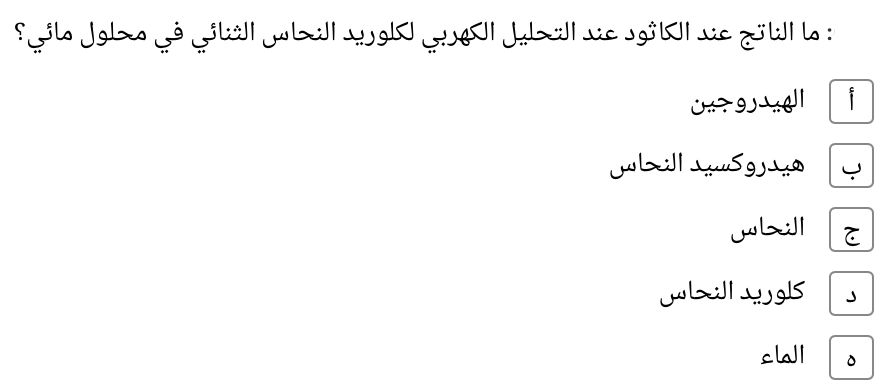 : ما الناتج عند الكاثود عند التحليل الكهربي لكلوريد النحاس الثنائي في محلول مائي؟
أ الهيدروجين
ب هيدروكسيد النحاس
ج النحاس
د كلوريد النحاس
ه الماء